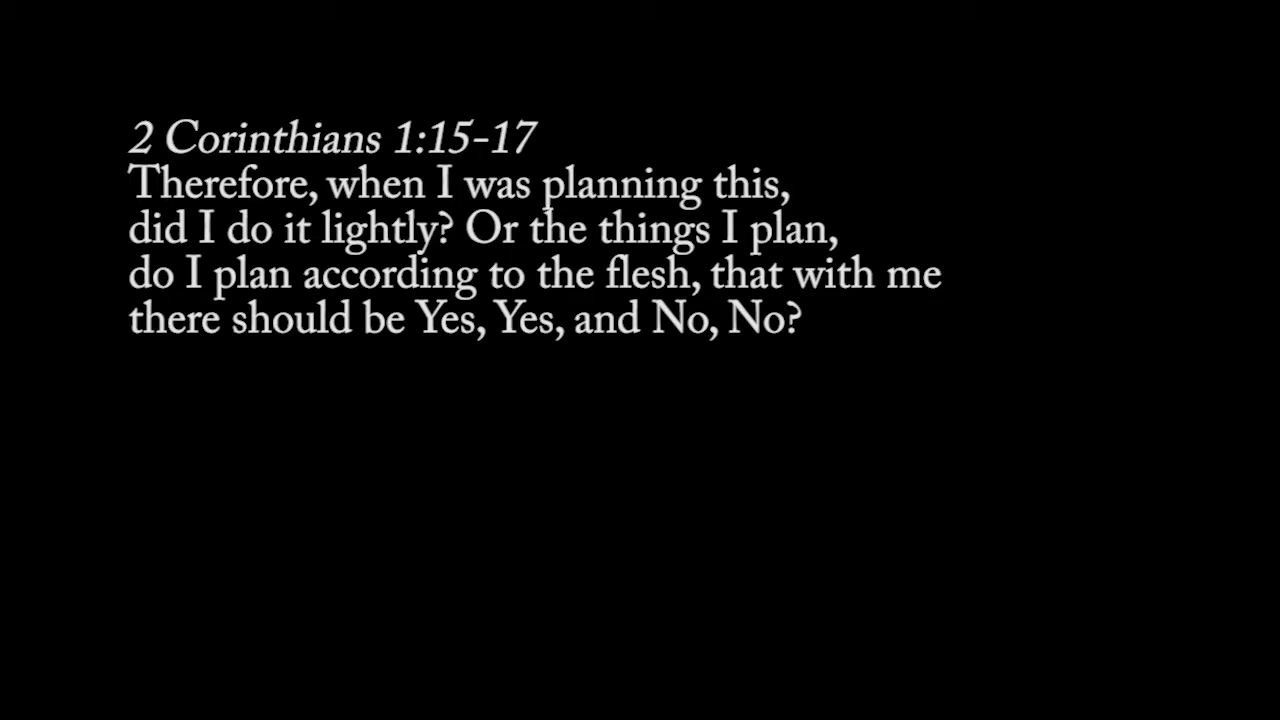 2 Corinthians 1:15-17
Therefore, when I was planning this,
did I do it lightly? Or the things I plan,
do I plan according to the flesh, that with me
there should be Yes, Yes, and No, No?